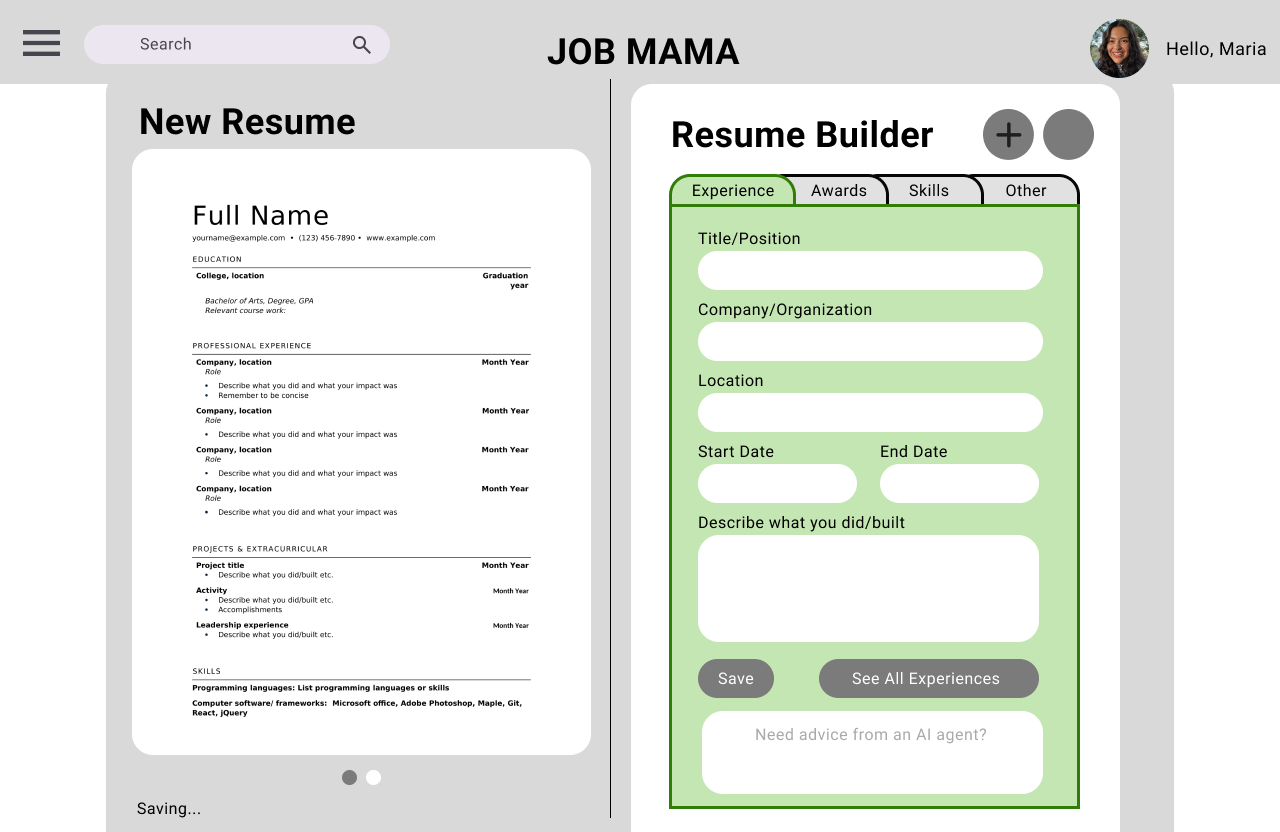 Search
JOB MAMA
Hello, Maria
New Resume
Full Name
yourname@example.com • (123) 456-7890 • www.example.com
EDUCATION
College, location Graduation
year
Bachelor of Arts, Degree, GPA
Relevant course work:
PROFESSIONAL EXPERIENCE
Company, location Month Year
Role
• Describe what you did and what your impact was
• Remember to be concise
Company, location Month Year
Role
• Describe what you did and what your impact was
Company, location Month Year
Role
• Describe what you did and what your impact was
Company, location Month Year
Role
• Describe what you did and what your impact was
PROJECTS & EXTRACURRICULAR
Project title Month Year
• Describe what you did/built etc.
Activity Month Year
• Describe what you did/built etc.
• Accomplishments
Leadership experience Month Year
• Describe what you did/built etc.
SKILLS
Programming languages: List programming languages or skills
Computer software/ frameworks: Microsoft office, Adobe Photoshop, Maple, Git,
React, jQuery
Saving...
Resume Builder
Experience Awards Skills Other
Title/Position
Company/Organization
Location
Start Date End Date
Describe what you did/built
Save See All Experiences
Need advice from an AI agent?